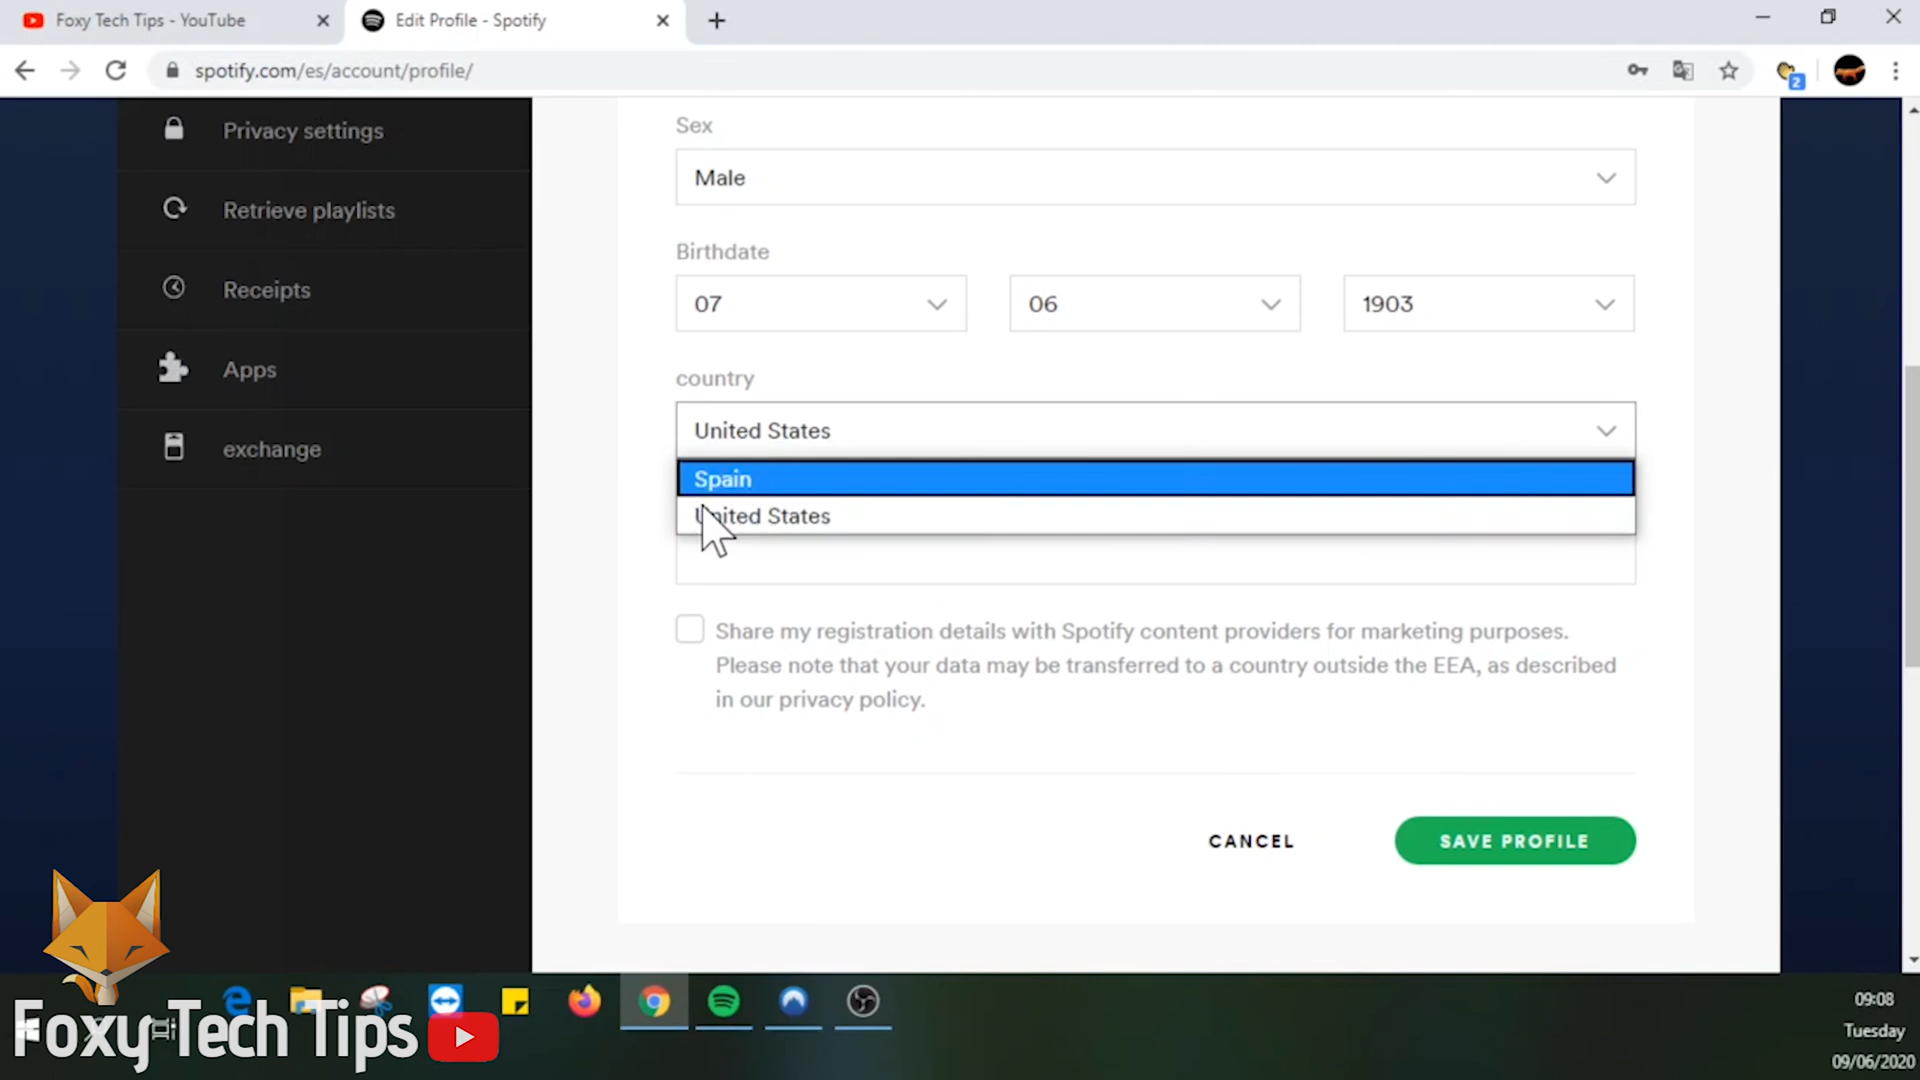 Foxy Tech Tips - YouTube
Edit Profile - Spotify
spotify.com/es/account/profile/
2
Privacy settings
Retrieve playlists
Receipts
Apps
exchange
Sex
Male
Birthdate
07
06
1903
country
United States
Spain
United States
Share my registration details with Spotify content providers for marketing purposes.
Please note that your data may be transferred to a country outside the EEA, as described
in our privacy policy.
CANCEL
SAVE PROFILE
Foxy Tech Tips
09:08
Tuesday
09/06/2020